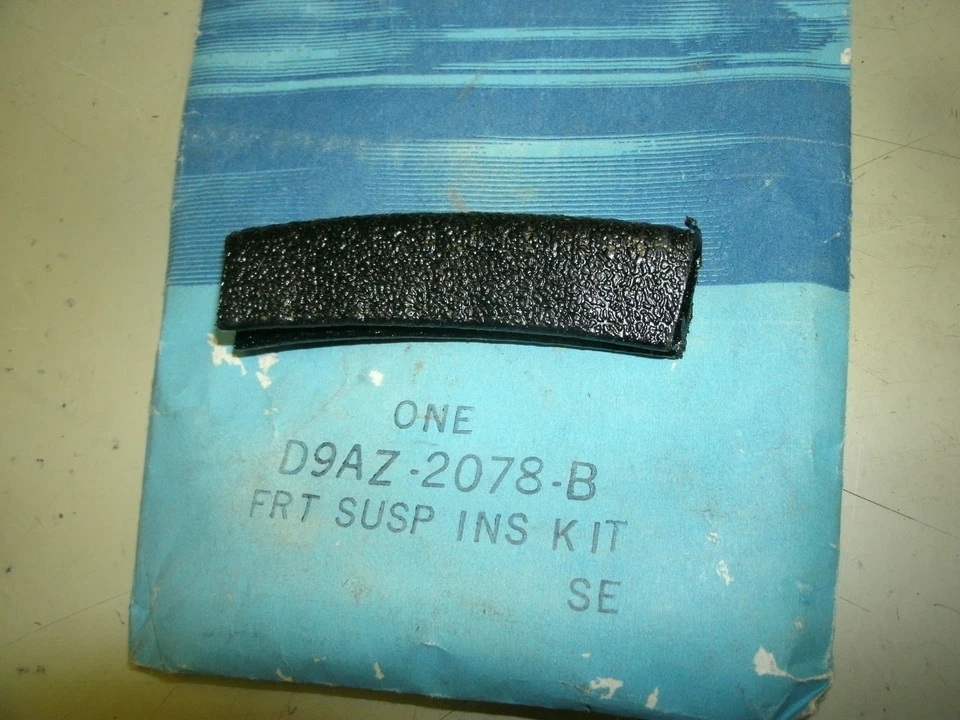 ONE
D9AZ-2078-B
FRT SUSP INS KIT
SE